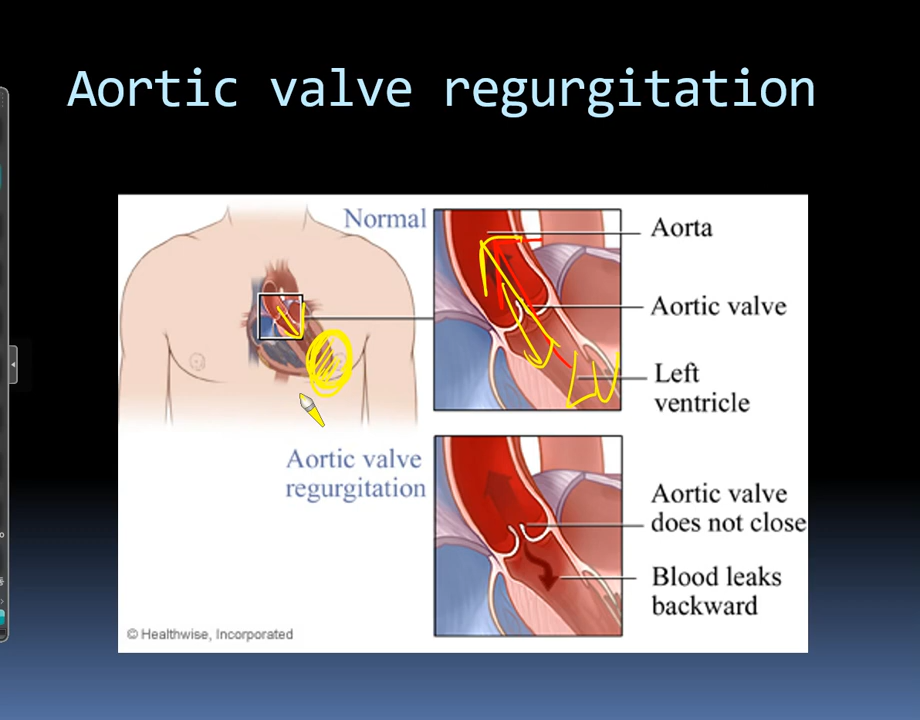 Aortic valve regurgitation
Normal
Aorta
Aortic valve
Left
ventricle
Aortic valve
regurgitation
Aortic valve
does not close
Blood leaks
backward
© Healthwise, Incorporated